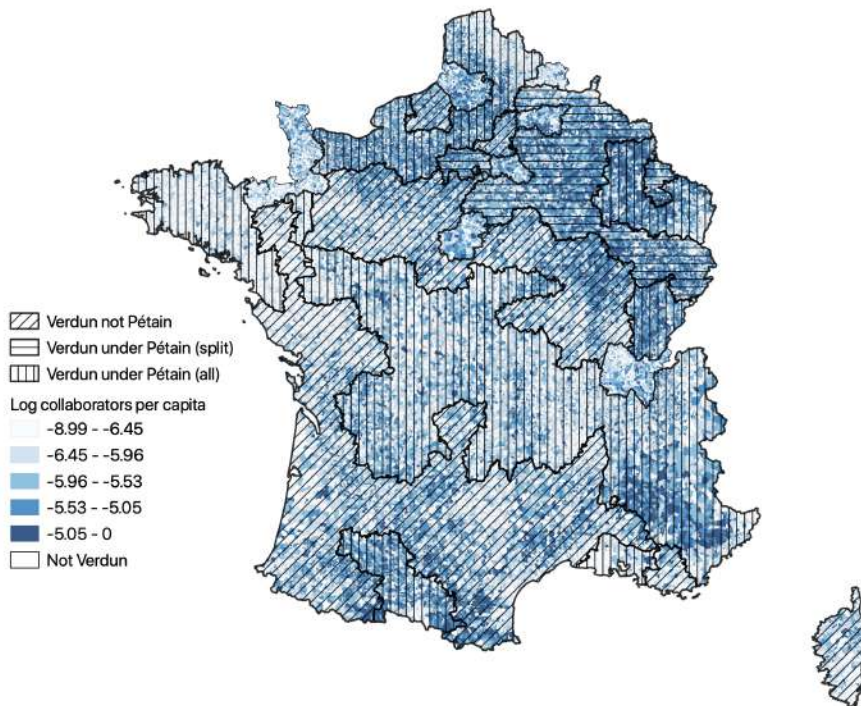 Verdun not Pétain
Verdun under Pétain (split)
Verdun under Pétain (all)
Log collaborators per capita
-8.99 - -6.45
-6.45 - -5.96
-5.96 - -5.53
-5.53 - -5.05
-5.05 - 0
Not Verdun